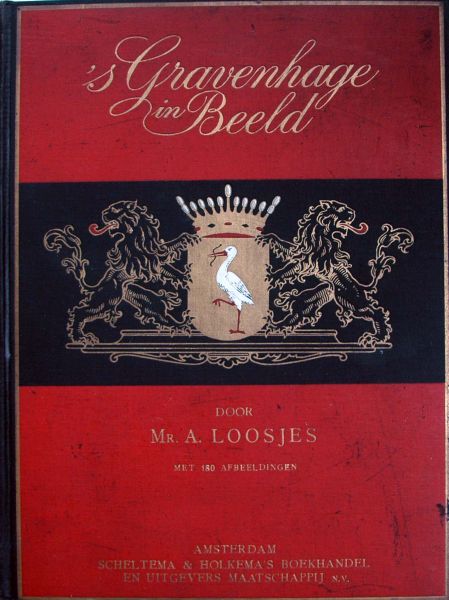 's Gravenhage
in Beeld
DOOR
MR. A. LOOSJES
MET 180 AFBEELDINGEN
AMSTERDAM
SCHELTEMA & HOLKEMA'S BOEKHANDEL
EN UITGEVERS MAATSCHAPPIJ N.V.